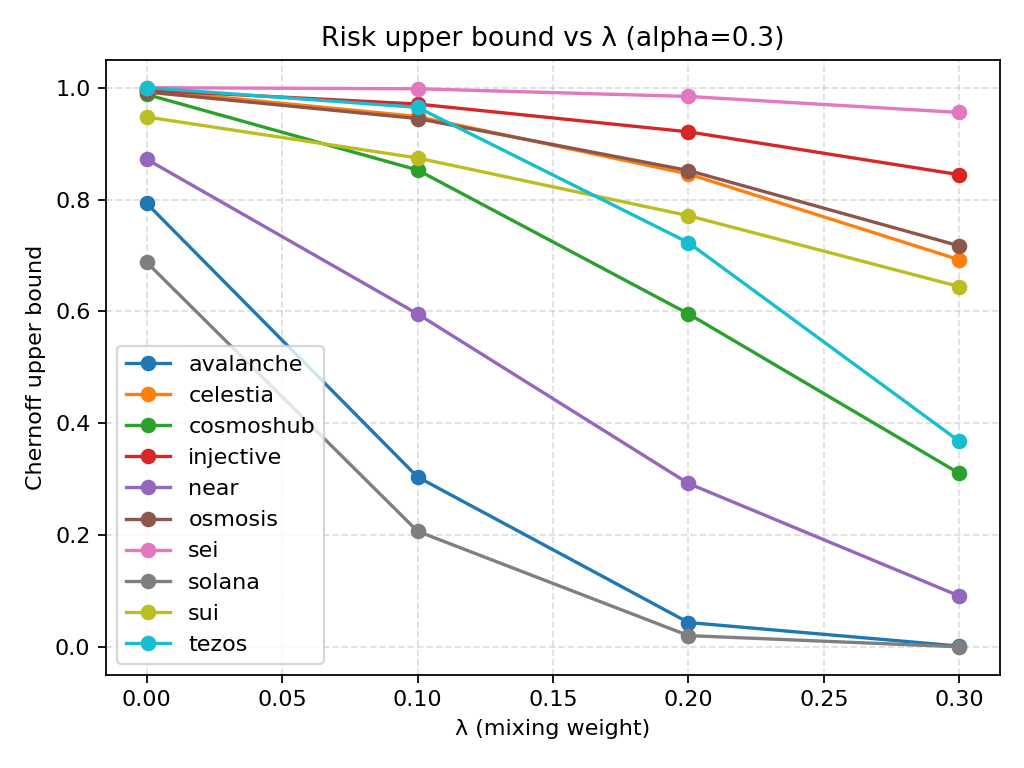 Risk upper bound vs λ (alpha=0.3)
Chernoff upper bound
1.0
0.8
0.6
0.4
0.2
0.0
avalanche
celestia
cosmoshub
injective
near
osmosis
sei
solana
sui
tezos
0.00 0.05 0.10 0.15 0.20 0.25 0.30
λ (mixing weight)